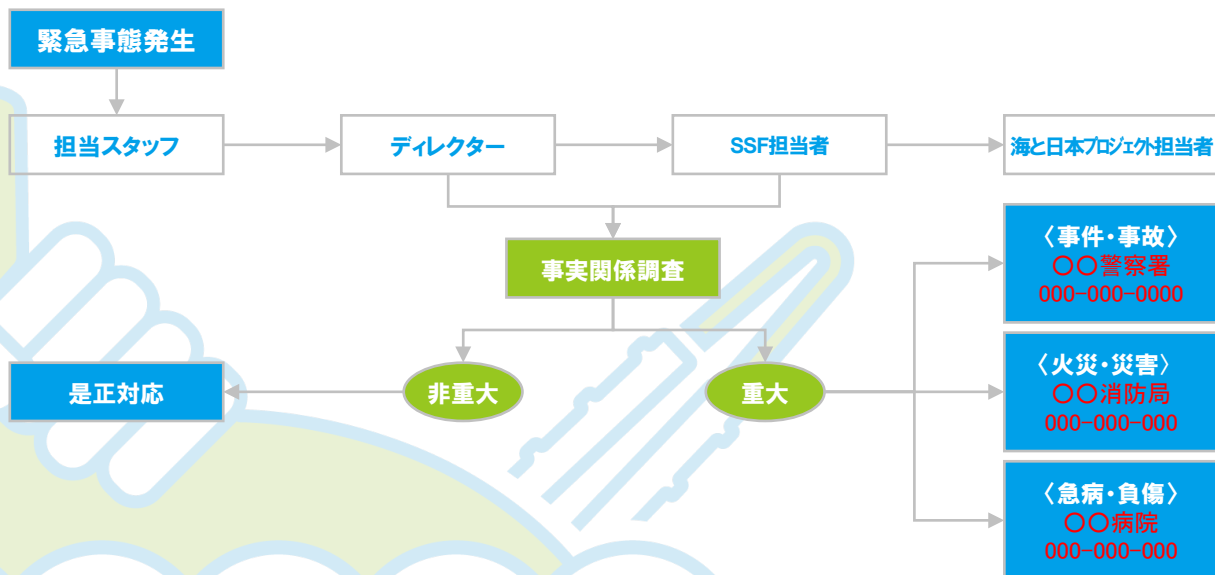 緊急事態発生
担当スタッフ
ディレクター
SSF担当者
海と日本プロジェクト担当者
〈事件・事故〉
〇〇警察署
000-000-0000
事実関係調査
〈火災・災害〉
〇〇消防局
000-000-000
是正対応
非重大
重大
〈急病・負傷〉
〇〇病院
000-000-000